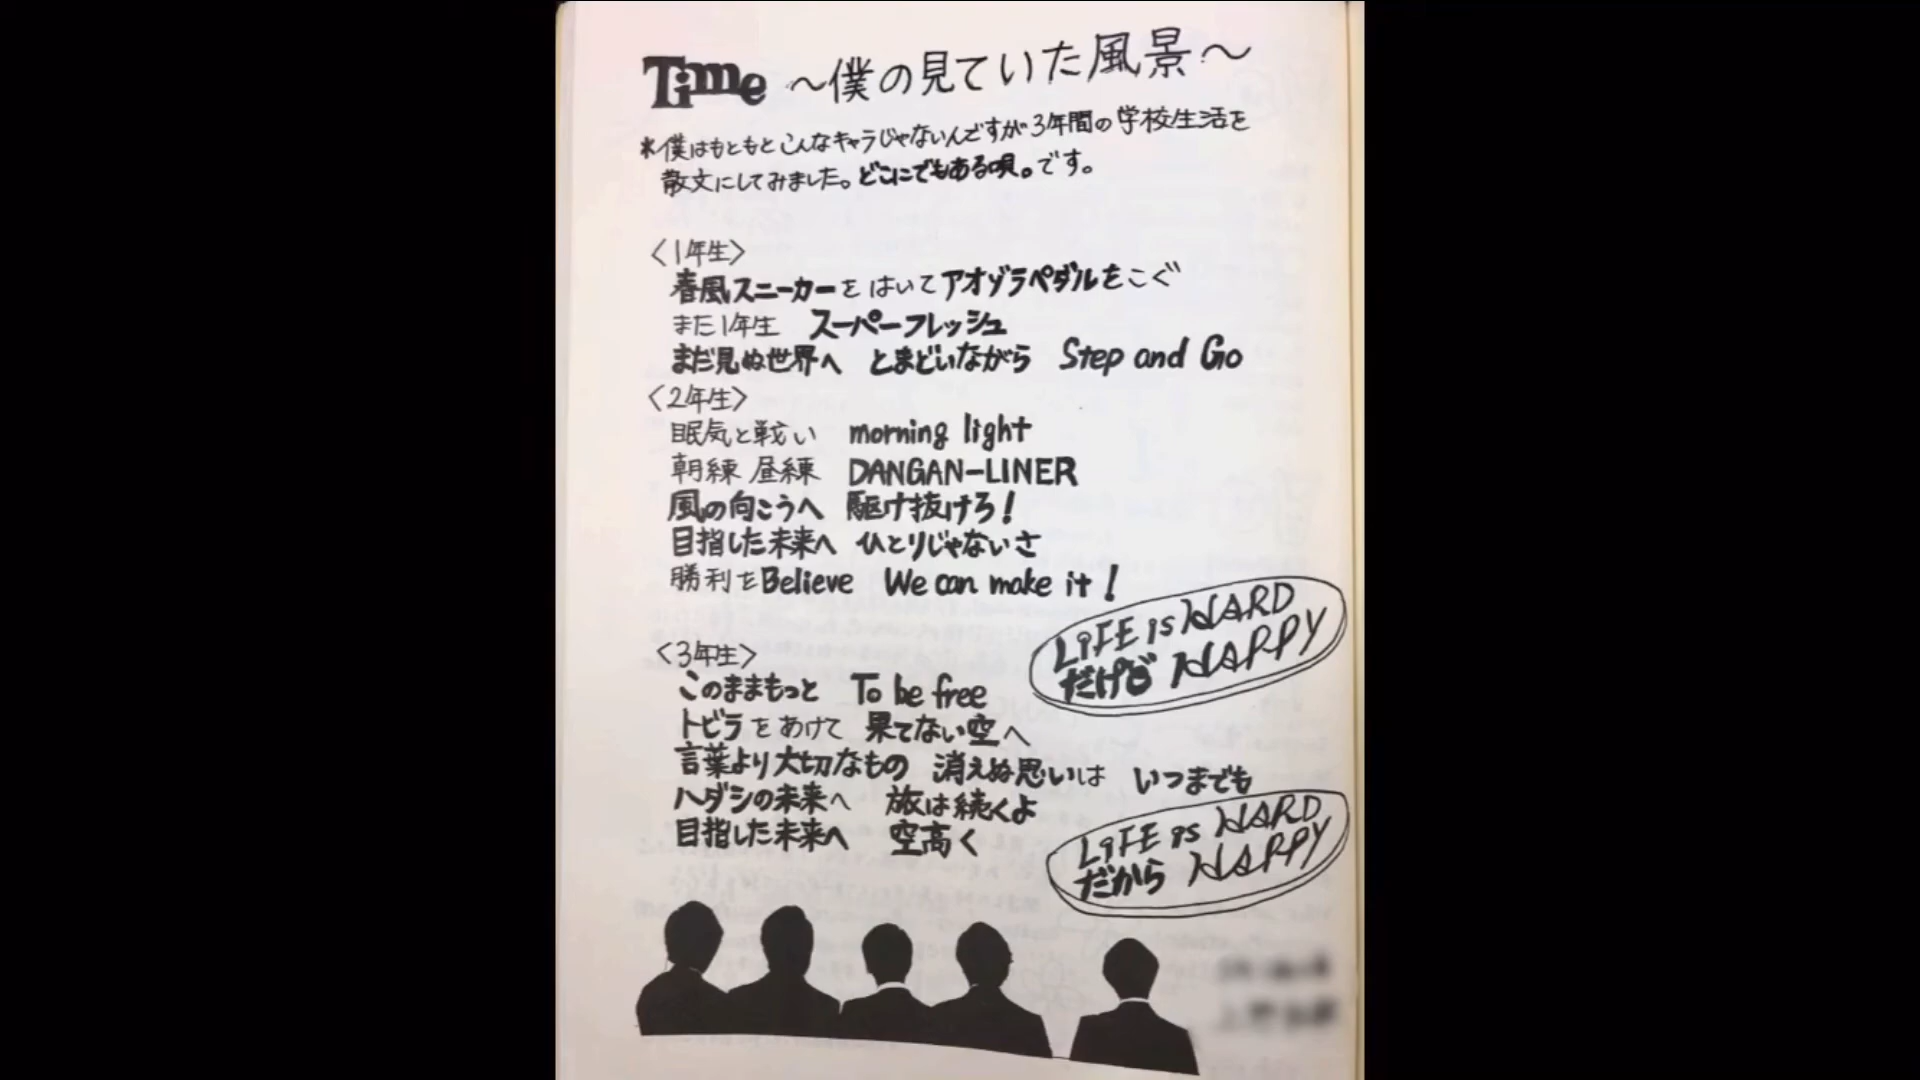 Time 〜僕の見ていた風景〜
*僕はもともとこんなキャラじゃないんですが3年間の学校生活を
散文にしてみました。どこにでもある唄。です。
〈1年生〉
春風スニーカーをはいてアオゾラペダルをこぐ
まだ1年生 スーパーフレッシュ
まだ見ぬ世界へ とまどいながら Step and Go
〈2年生〉
眠気と戦い morning light
朝練 昼練 DANGAN-LINER
風の向こうへ 駆け抜けろ!
目指した未来へ ひとりじゃないさ
勝利をBelieve We can make it!
LiFE is HARD
だけど HAPPY
〈3年生〉
このままもっと To be free
トビラをあけて 果てない空へ
言葉より大切なもの 消えぬ思いは いつまでも
ハダシの未来へ 旅は続くよ
目指した未来へ 空高く
LiFE is HARD
だから HAPPY